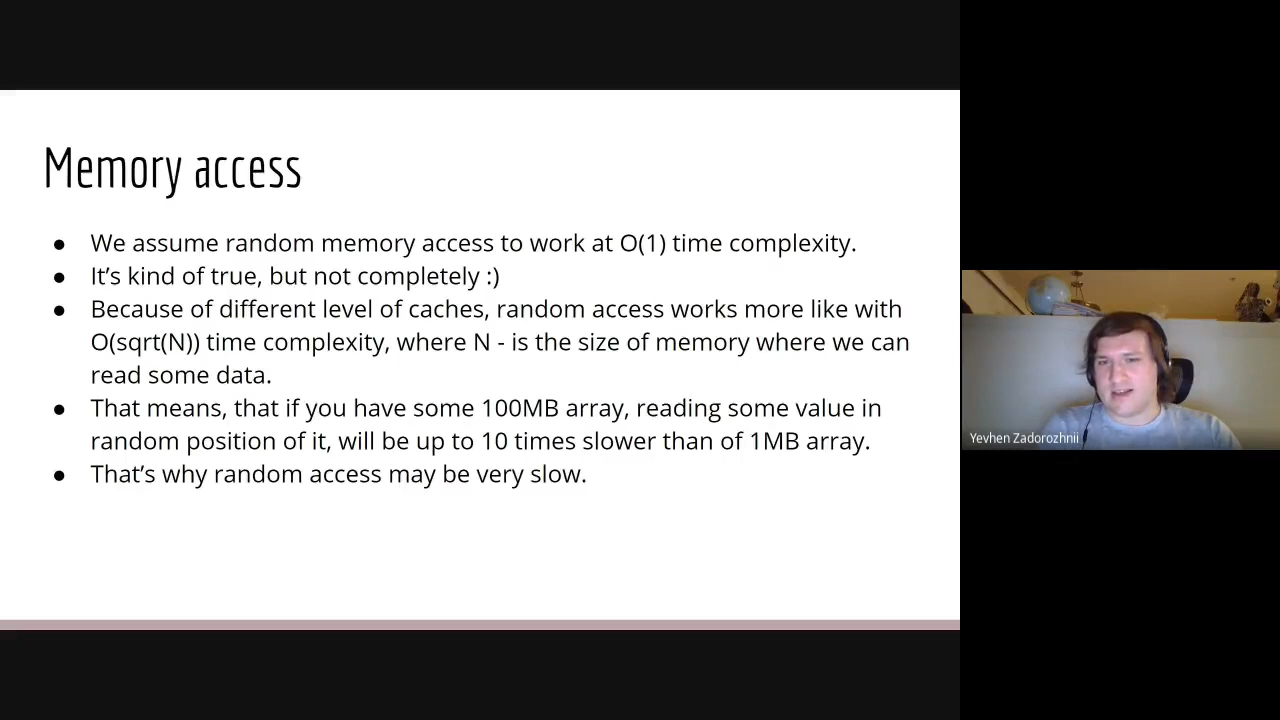 Memory access
● We assume random memory access to work at O(1) time complexity.
● It's kind of true, but not completely :)
● Because of different level of caches, random access works more like with
O(sqrt(N)) time complexity, where N - is the size of memory where we can
read some data.
● That means, that if you have some 100MB array, reading some value in
random position of it, will be up to 10 times slower than of 1MB array.
● That's why random access may be very slow.
Yevhen Zadorozhnii